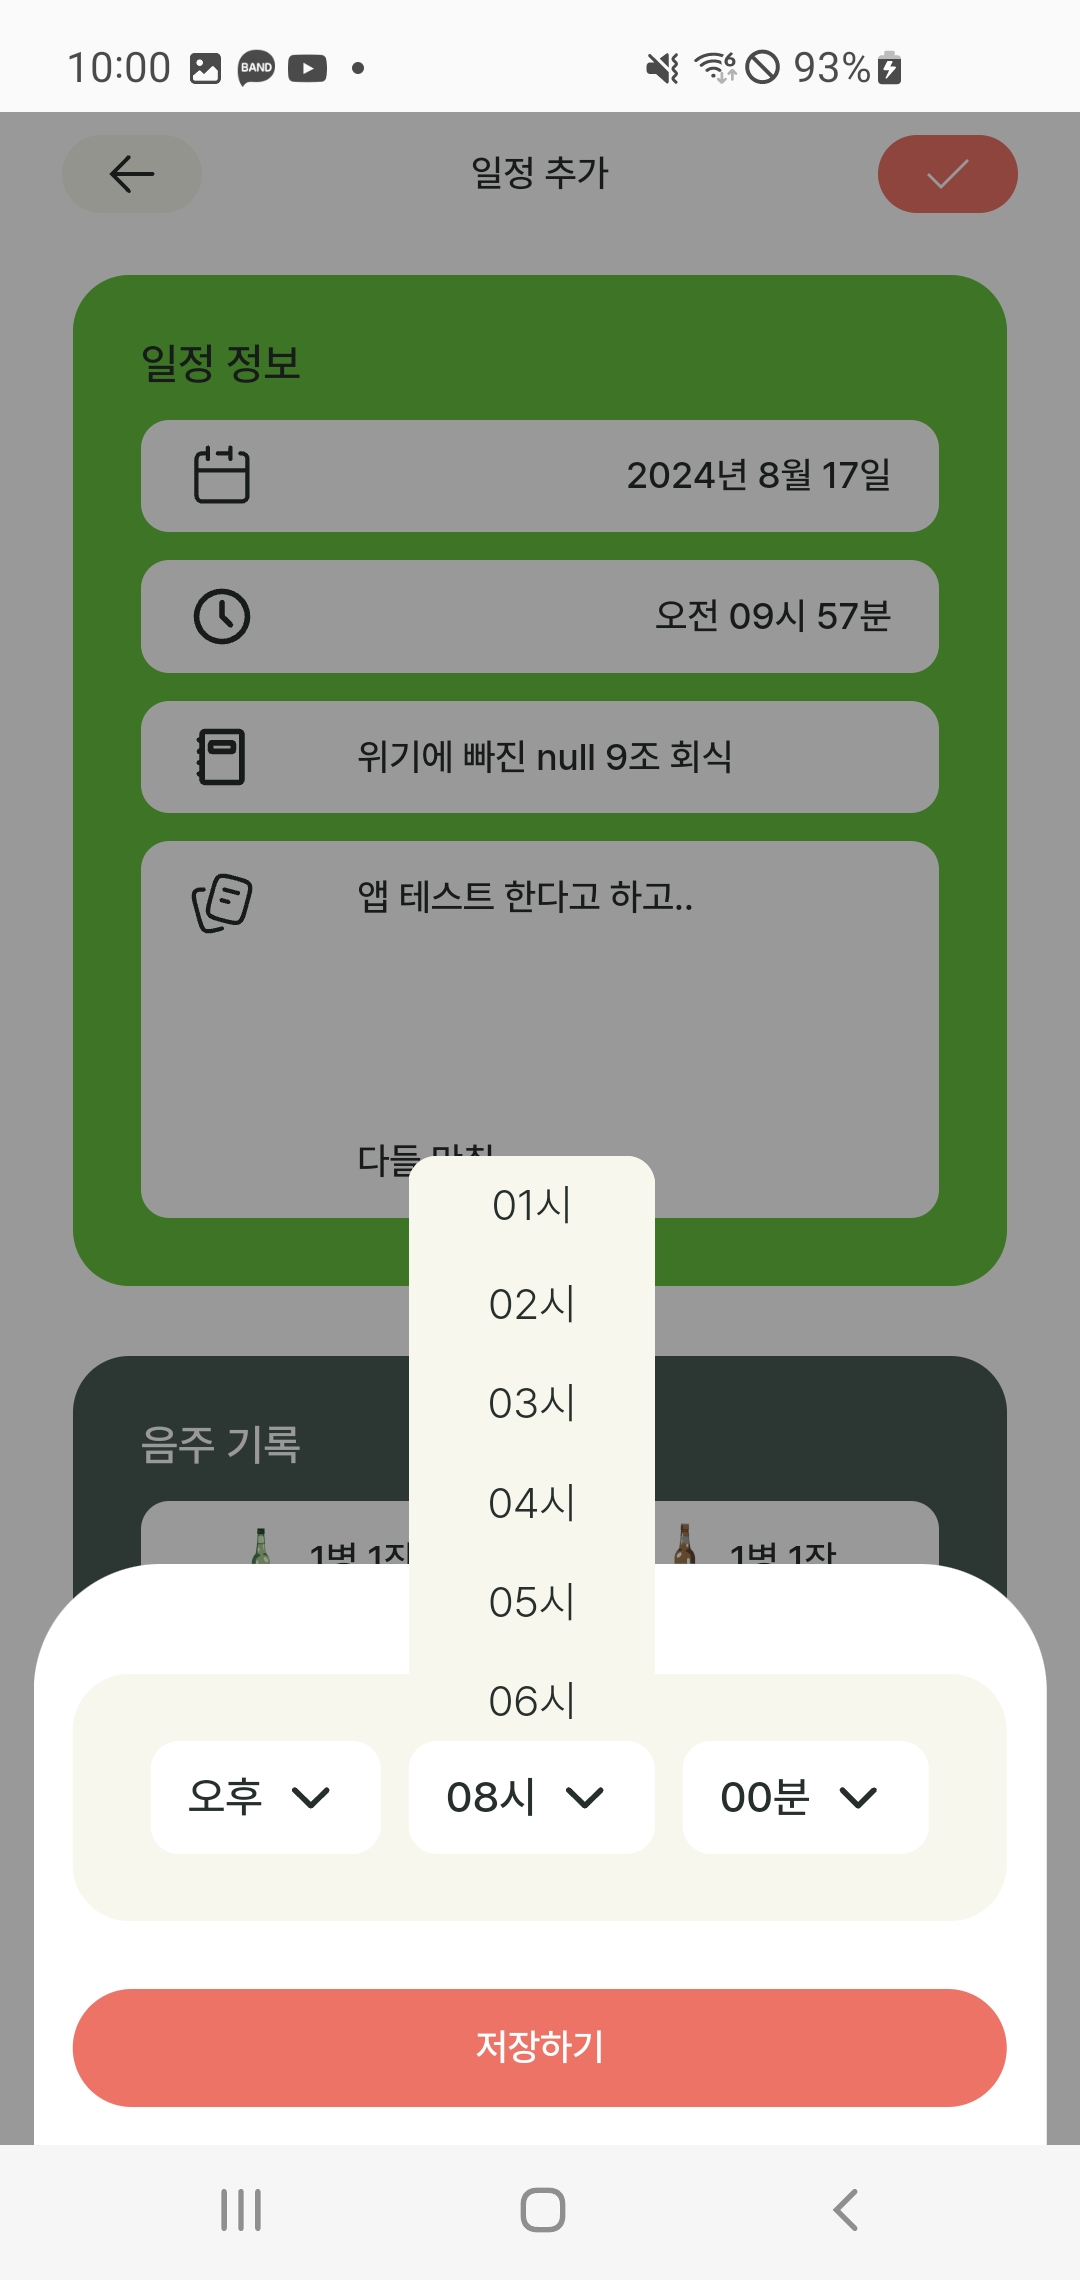 10:00
BAND
6
93%
일정 추가
일정 정보
2024년 8월 17일
오전 09시 57분
위기에 빠진 null 9조 회식
앱 테스트 한다고 하고..
다들
01시
02시
03시
04시
05시
06시
음주 기록
1병 1잔
1병 1잔
오후
08시
00분
저장하기